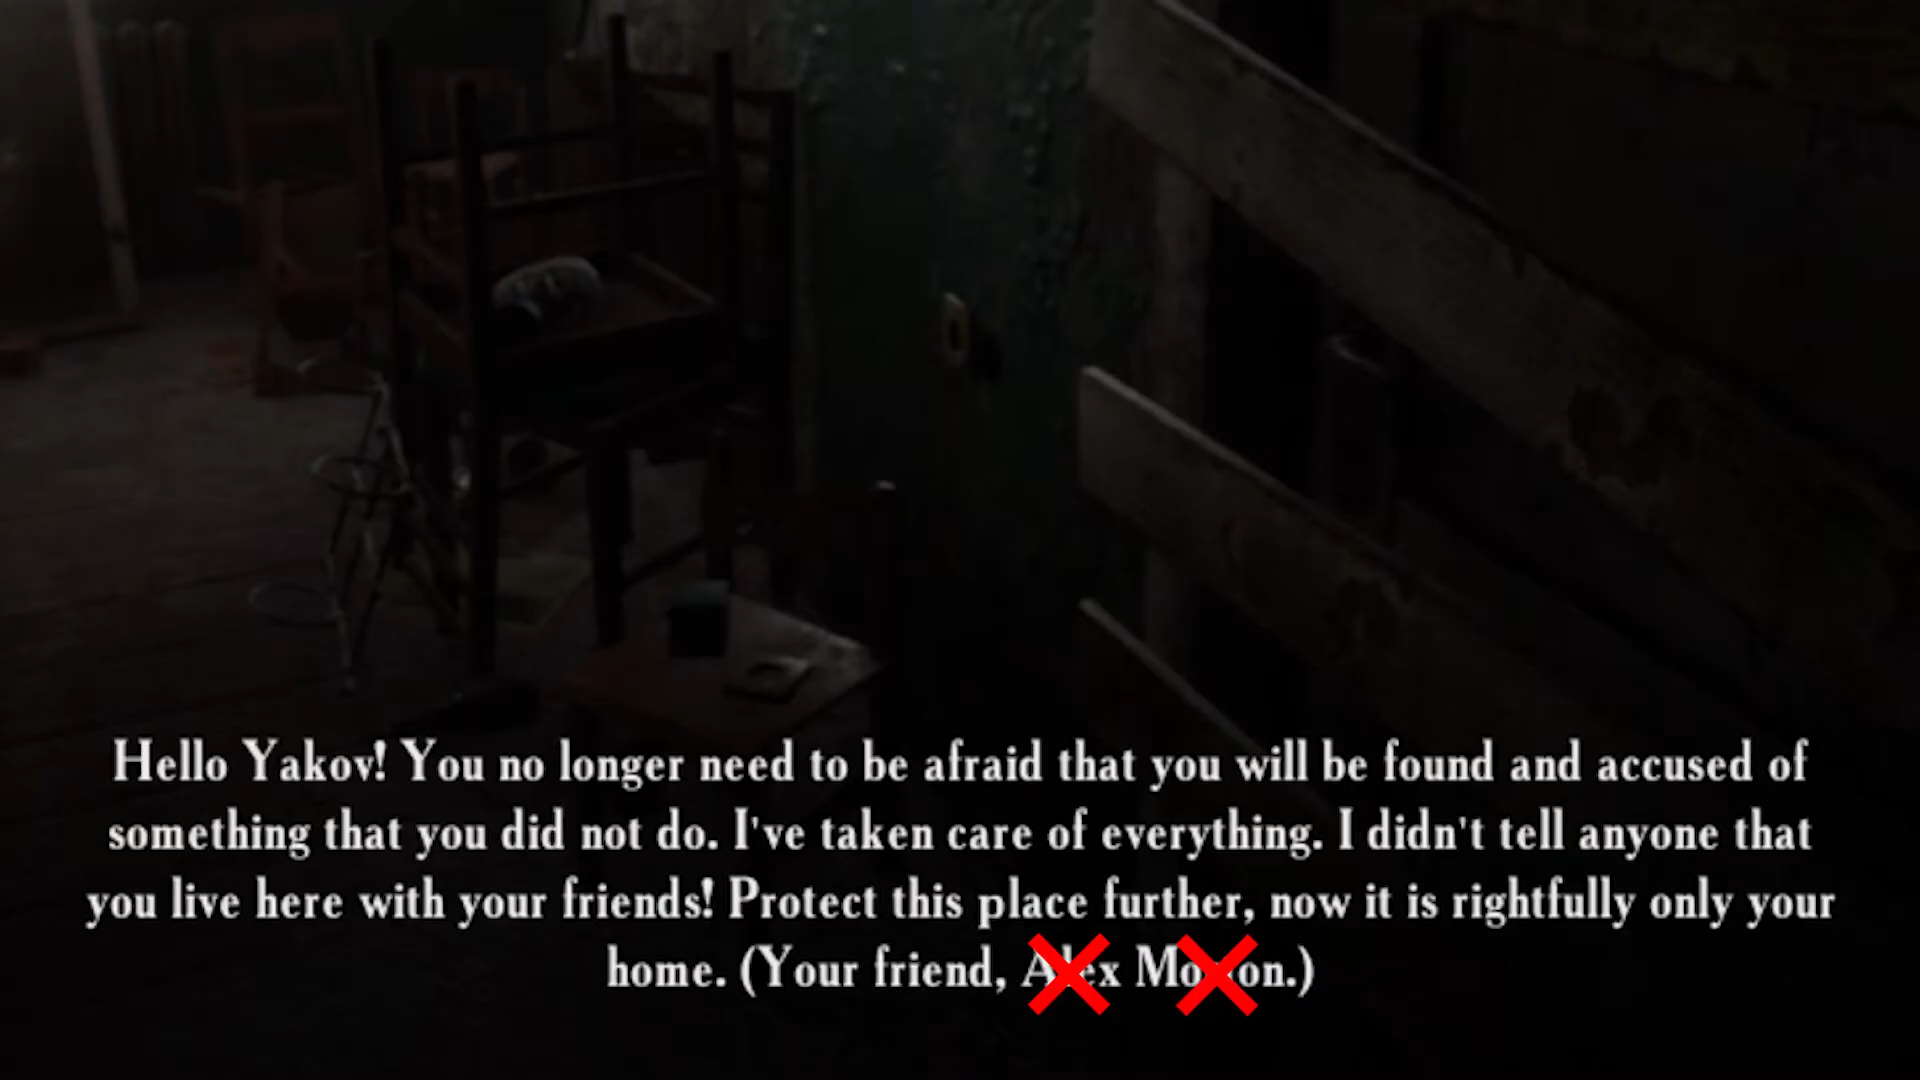 Hello Yakov! You no longer need to be afraid that you will be found and accused of
something that you did not do. I've taken care of everything. I didn't tell anyone that
you live here with your friends! Protect this place further, now it is rightfully only your
home. (Your friend,